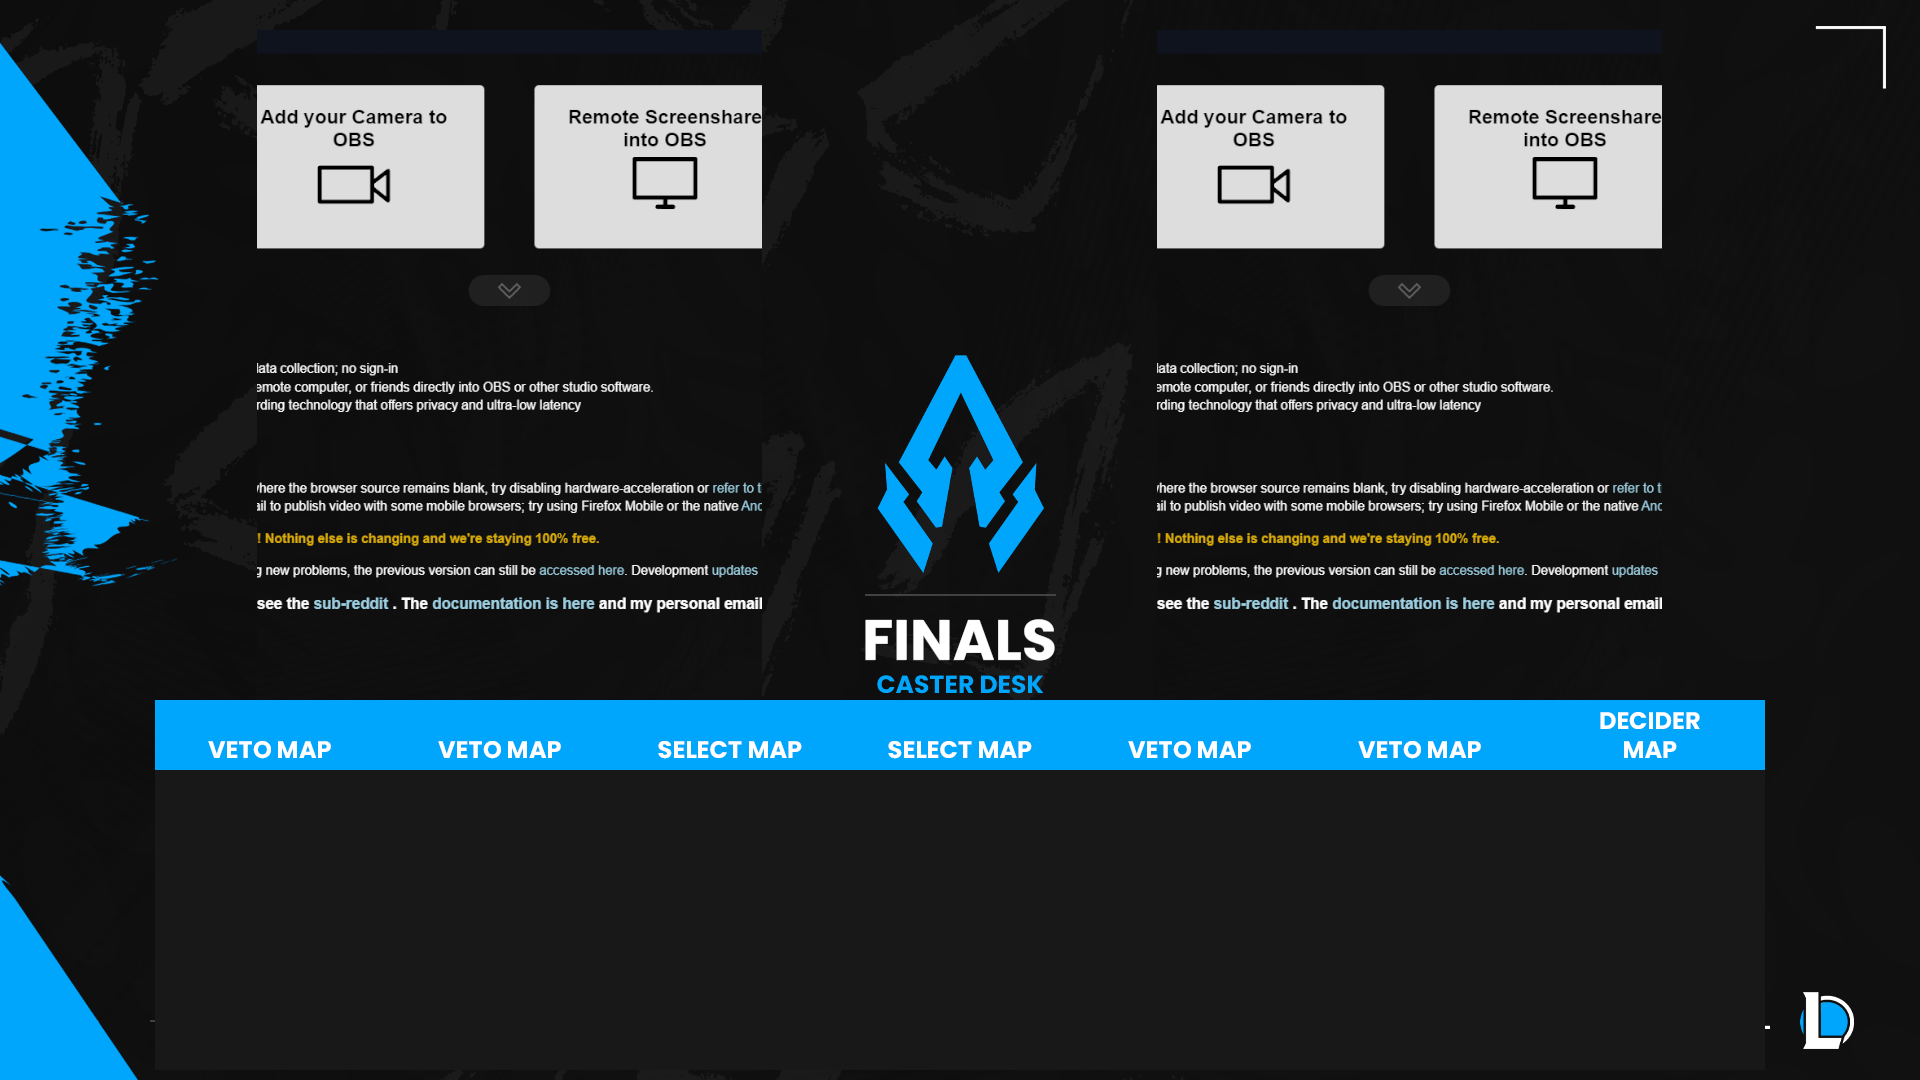 Add your Camera to
OBS
Remote Screenshare
into OBS
data collection; no sign-in
emote computer, or friends directly into OBS or other studio software.
rding technology that offers privacy and ultra-low latency
where the browser source remains blank, try disabling hardware-acceleration or refer to t
ail to publish video with some mobile browsers; try using Firefox Mobile or the native And
! Nothing else is changing and we're staying 100% free.
g new problems, the previous version can still be accessed here. Development updates
see the sub-reddit . The documentation is here and my personal email
Add your Camera to
OBS
Remote Screenshare
into OBS
data collection; no sign-in
emote computer, or friends directly into OBS or other studio software.
rding technology that offers privacy and ultra-low latency
where the browser source remains blank, try disabling hardware-acceleration or refer to t
ail to publish video with some mobile browsers; try using Firefox Mobile or the native And
! Nothing else is changing and we're staying 100% free.
g new problems, the previous version can still be accessed here. Development updates
see the sub-reddit . The documentation is here and my personal email
FINALS
CASTER DESK
VETO MAP
VETO MAP
SELECT MAP
SELECT MAP
VETO MAP
VETO MAP
DECIDER
MAP
L